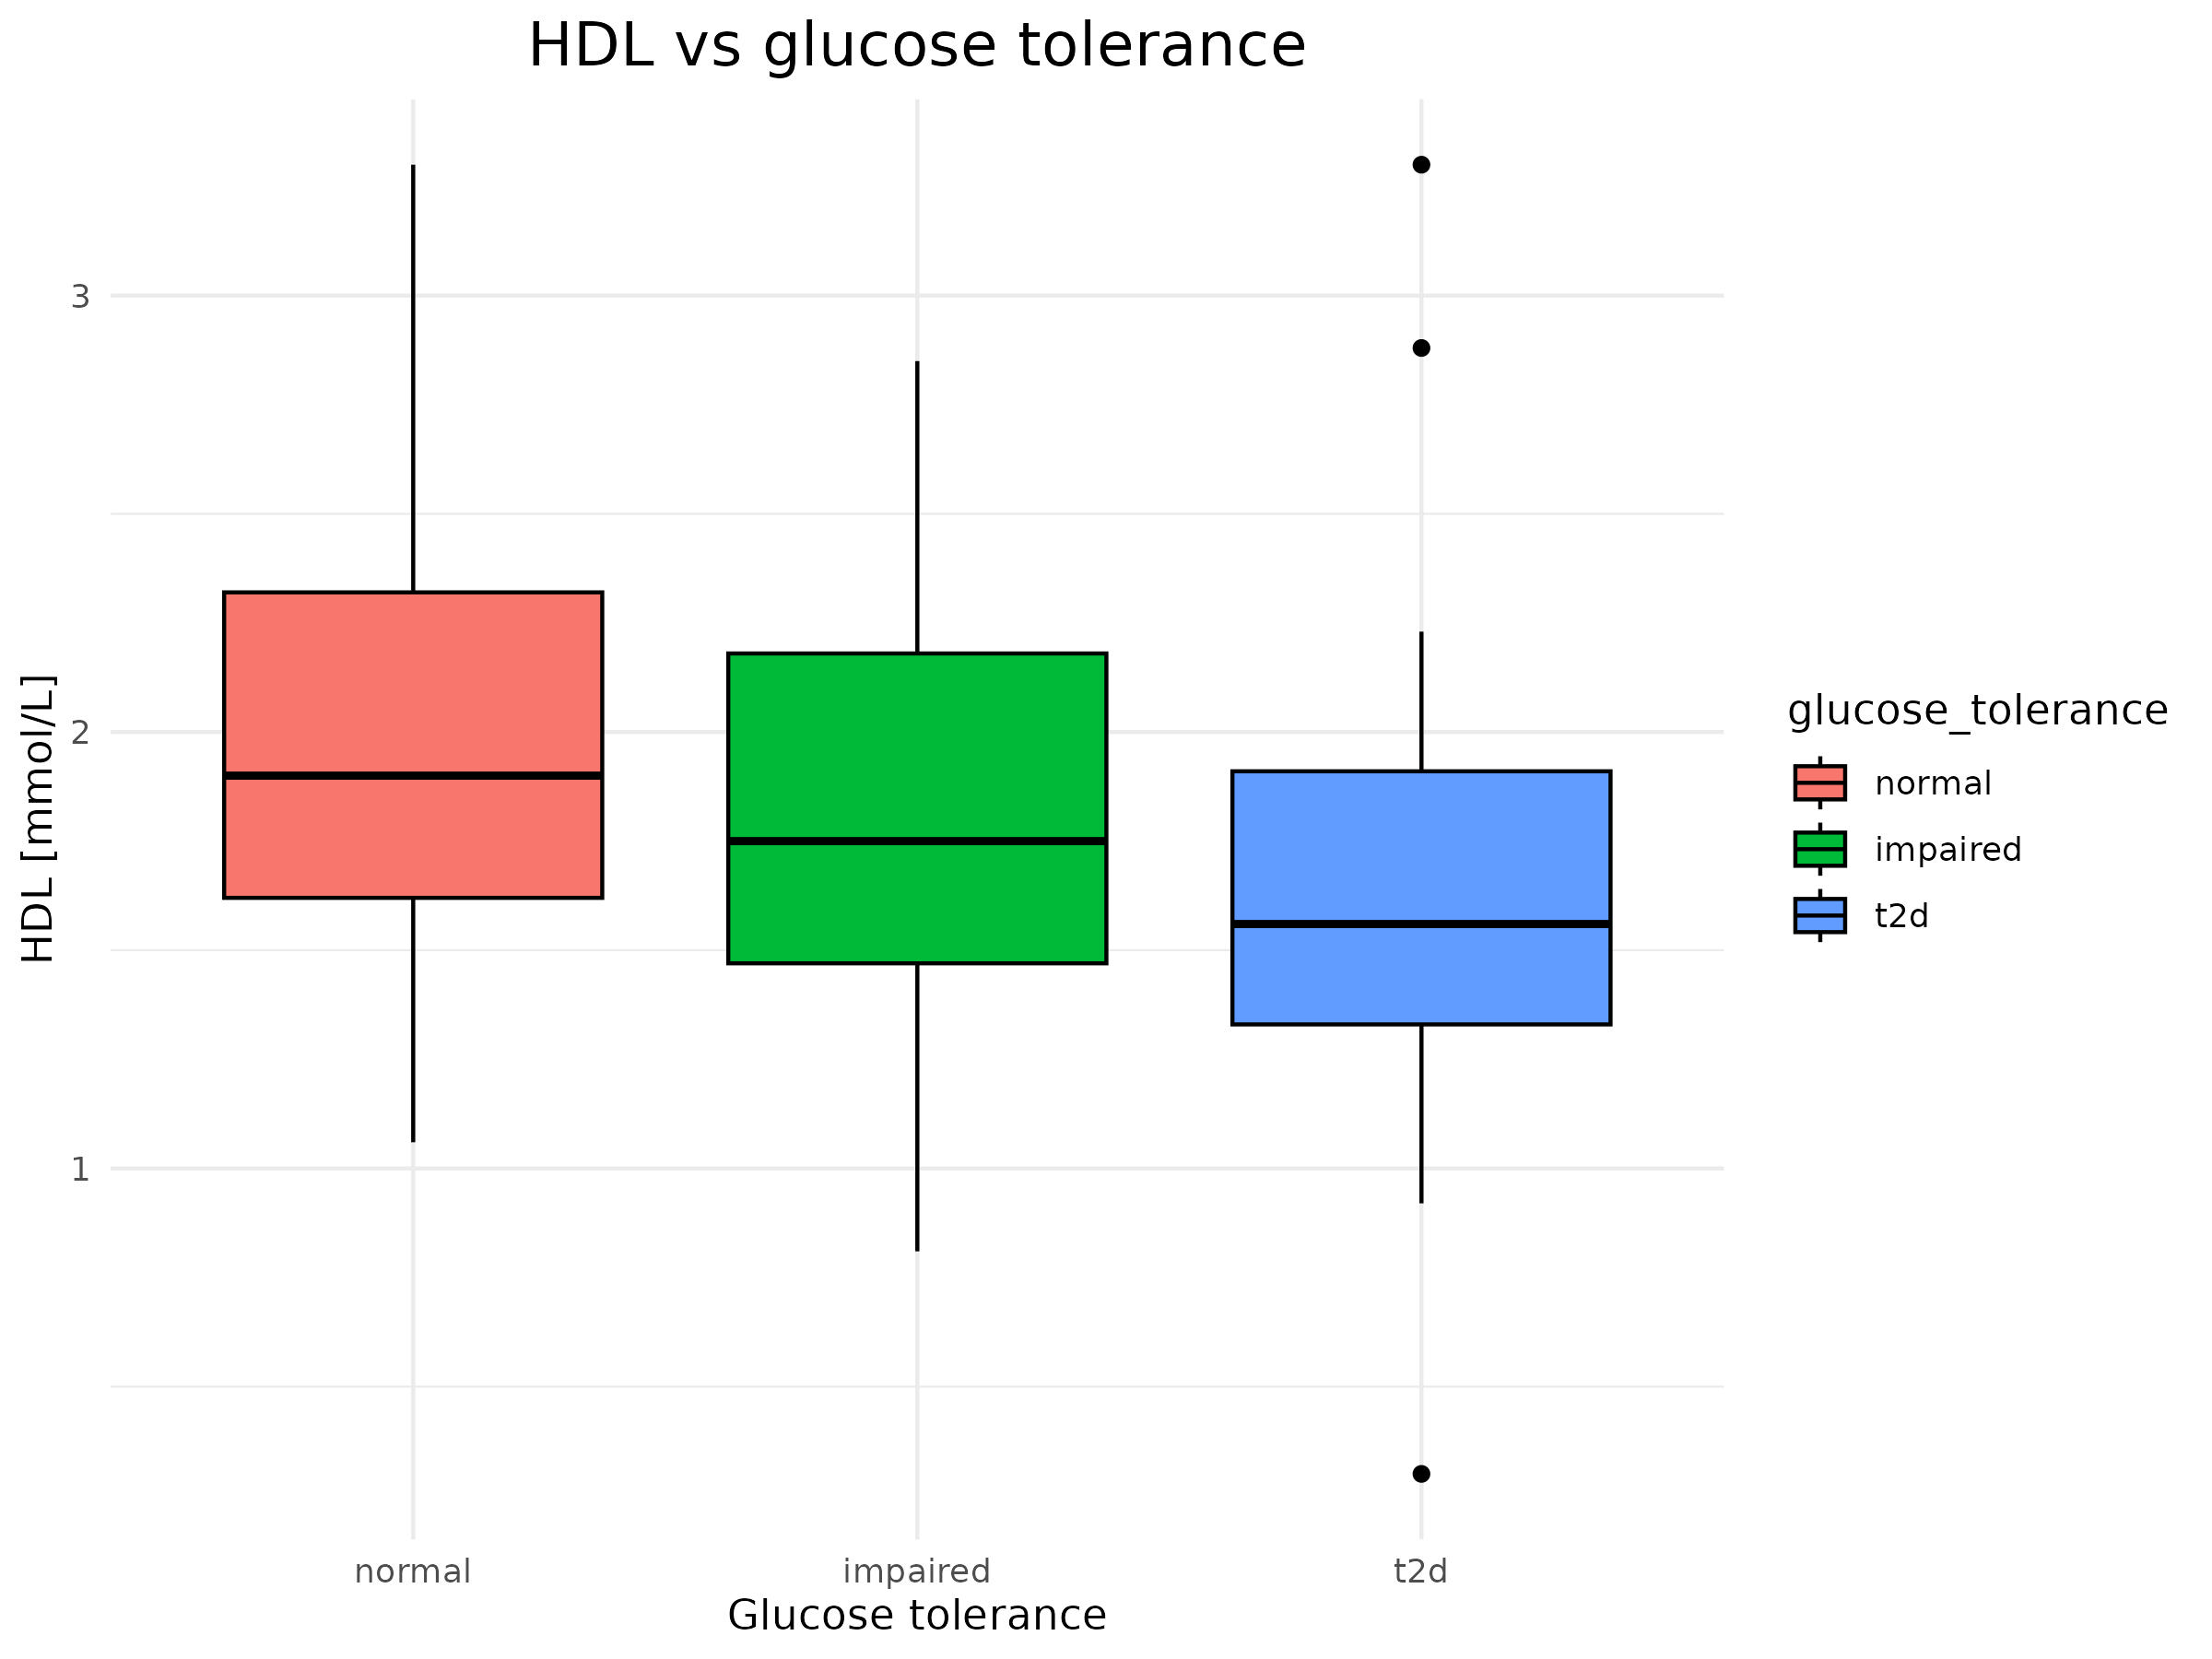 HDL vs glucose tolerance
HDL [mmol/L]
3
2
1
normal
impaired
t2d
Glucose tolerance
glucose_tolerance
normal
impaired
t2d